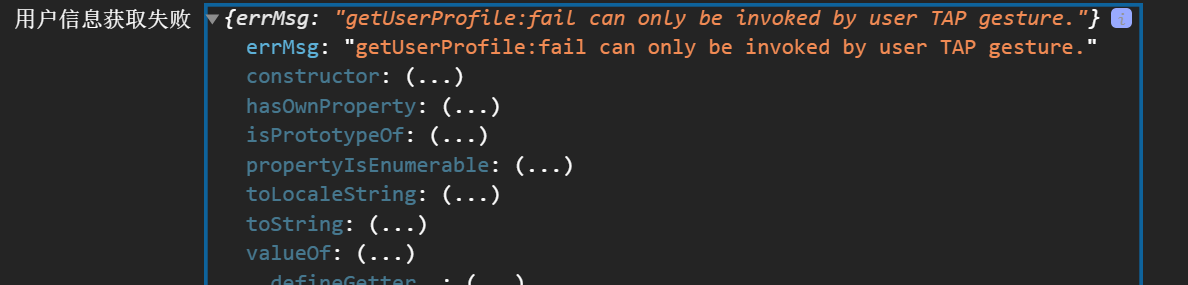 用户信息获取失败 ▼{errMsg: "getUserProfile:fail can only be invoked by user TAP gesture."} i
errMsg: "getUserProfile:fail can only be invoked by user TAP gesture."
constructor: (...)
hasOwnProperty: (...)
isPrototypeOf: (...)
propertyIsEnumerable: (...)
toLocaleString: (...)
toString: (...)
valueOf: (...)
defineGetter : (...)